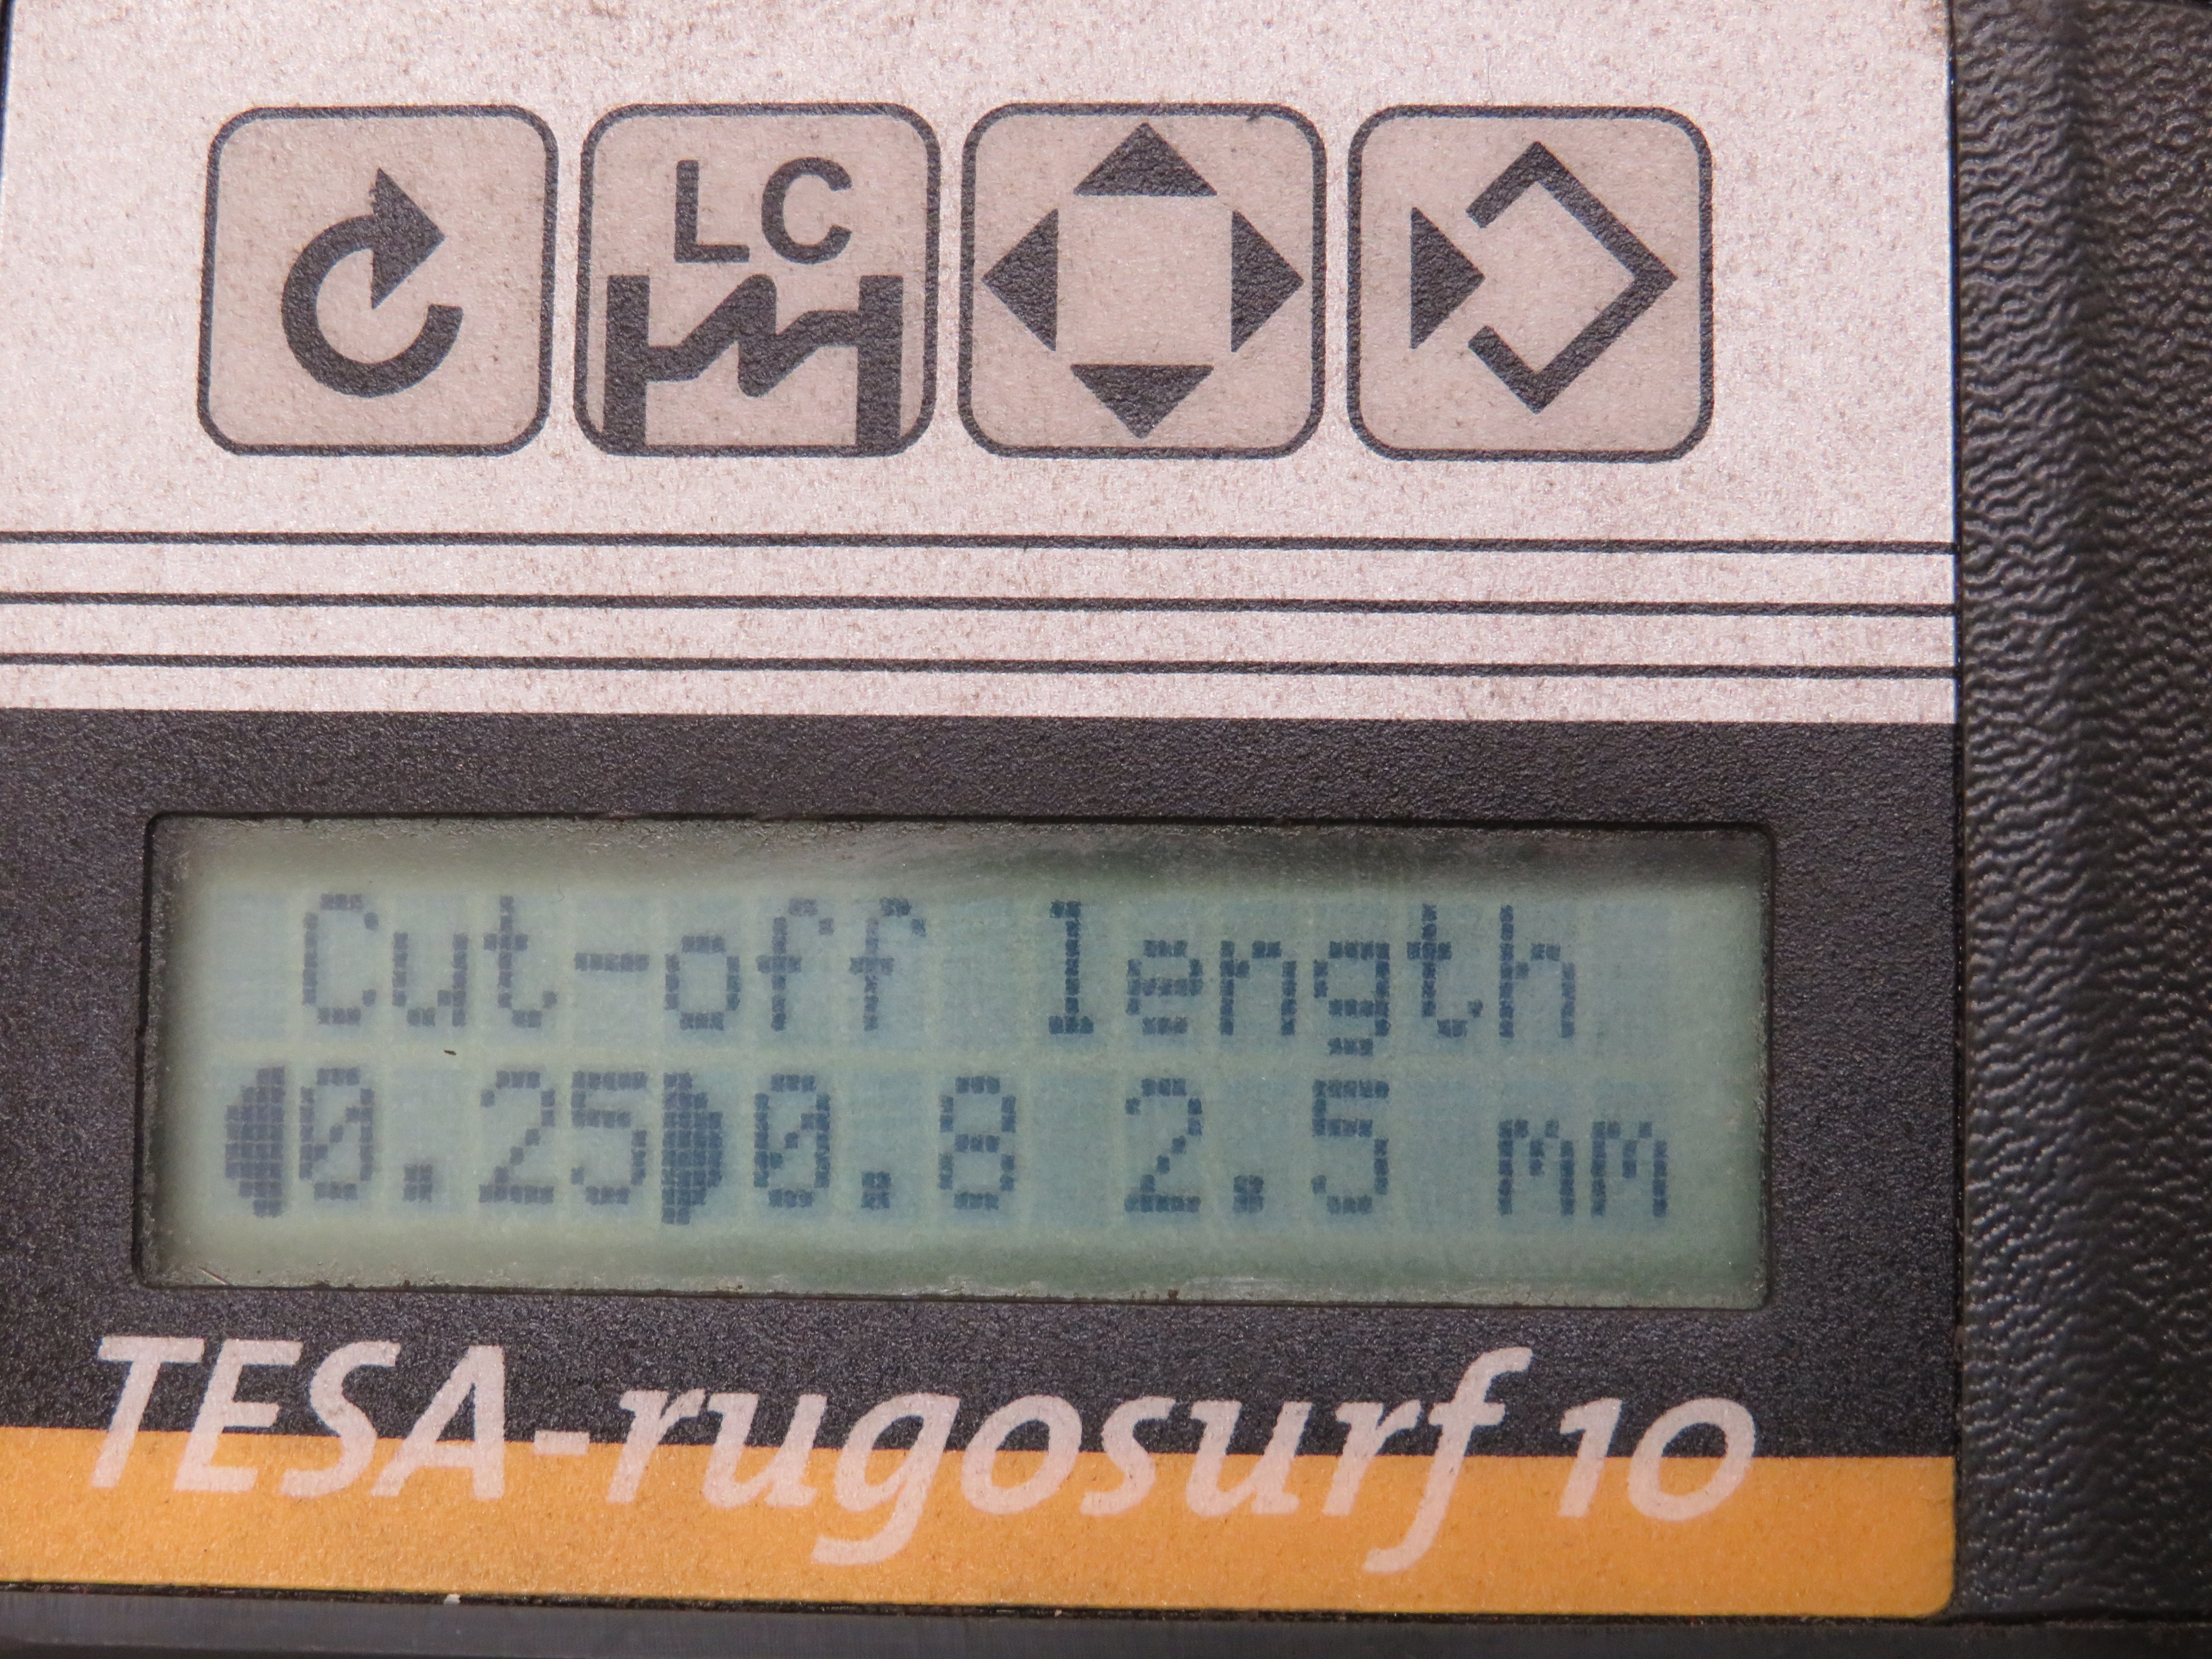 LC
Cut-off length
0.25 0.8 2.5 mm
TESA-rugosurf 10